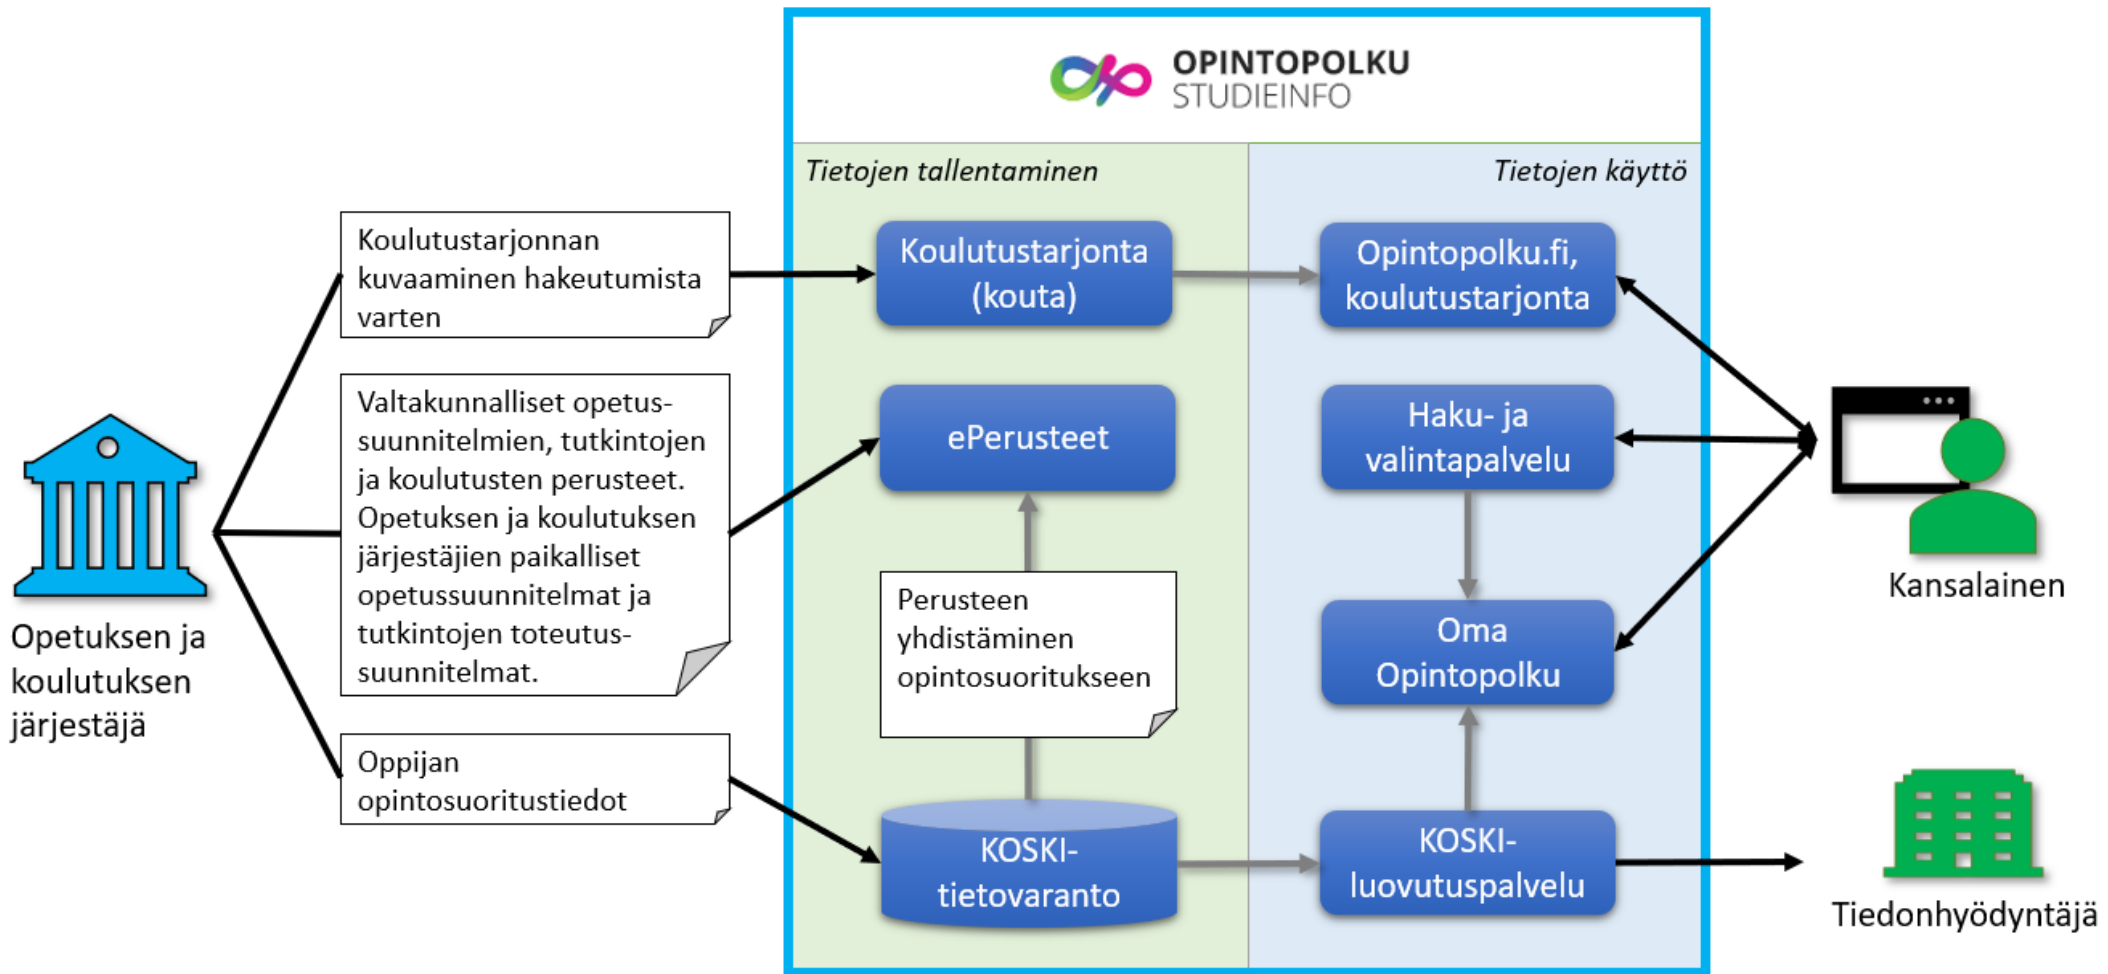 OPINTOPOLKU
STUDIEINFO
Tietojen tallentaminen
Tietojen käyttö
Koulutustarjonnan
kuvaaminen hakeutumista
varten
Koulutustarjonta
(kouta)
Opintopolku.fi,
koulutustarjonta
Valtakunnalliset opetus-
suunnitelmien, tutkintojen
ja koulutusten perusteet.
Opetuksen ja koulutuksen
järjestäjien paikalliset
opetussuunnitelmat ja
tutkintojen toteutus-
suunnitelmat.
ePerusteet
Haku- ja
valintapalvelu
Kansalainen
Opetuksen ja
koulutuksen
järjestäjä
Perusteen
yhdistäminen
opintosuoritukseen
Oma
Opintopolku
Oppijan
opintosuoritustiedot
KOSKI-
tietovaranto
KOSKI-
luovutuspalvelu
Tiedonhyödyntäjä